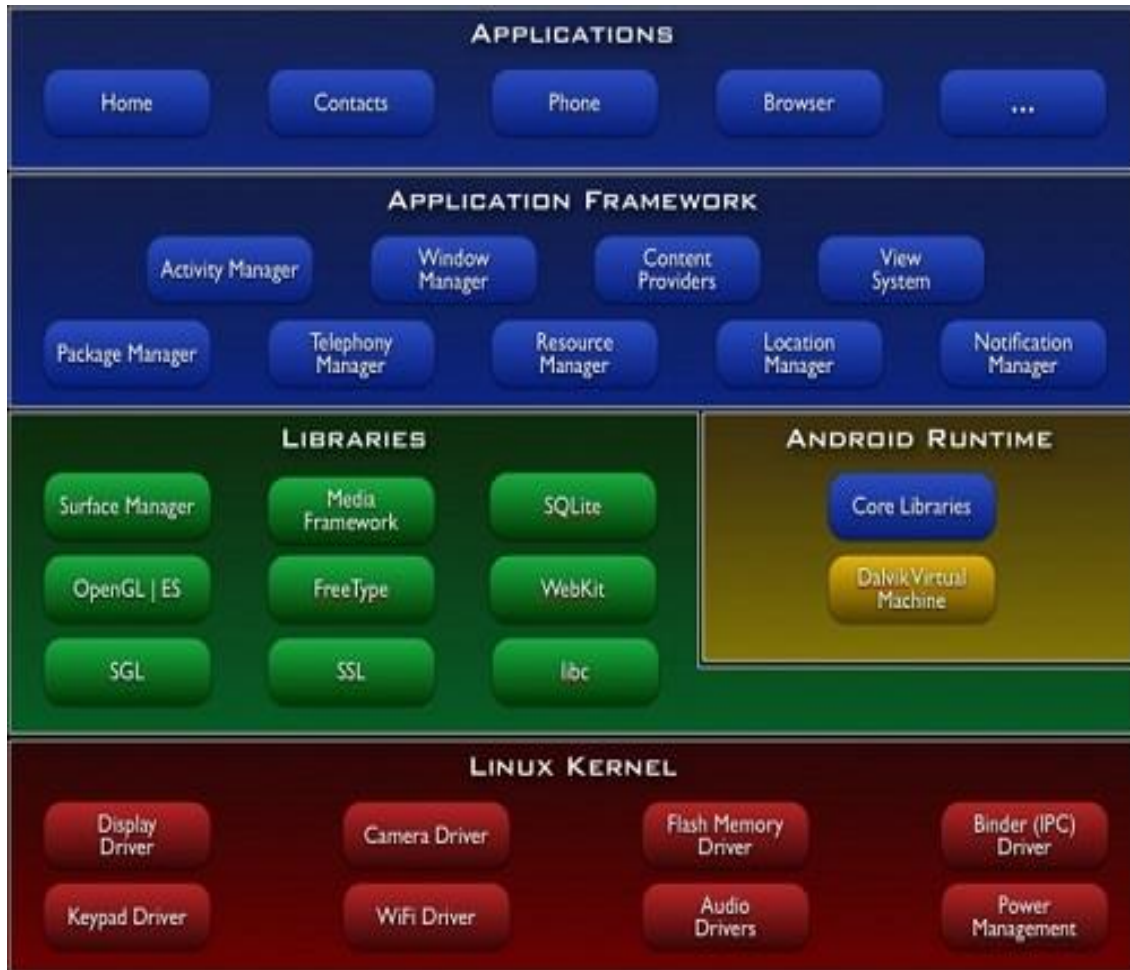 APPLICATIONS
Home
Contacts
Phone
Browser
...
APPLICATION FRAMEWORK
Activity Manager
Window
Manager
Content
Providers
View
System
Package Manager
Telephony
Manager
Resource
Manager
Location
Manager
Notification
Manager
LIBRARIES
Surface Manager
Media
Framework
SQLite
OpenGL | ES
FreeType
WebKit
SGL
SSL
libc
ANDROID RUNTIME
Core Libraries
Dalvik Virtual
Machine
LINUX KERNEL
Display
Driver
Camera Driver
Flash Memory
Driver
Binder (IPC)
Driver
Keypad Driver
WiFi Driver
Audio
Drivers
Power
Management